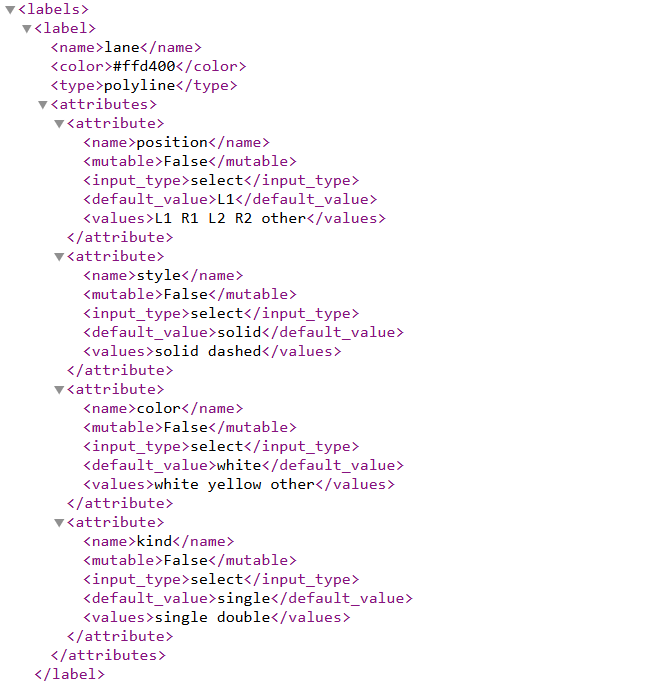 <labels>
<label>
<name>lane</name>
<color>#ffd400</color>
<type>polyline</type>
<attributes>
<attribute>
<name>position</name>
<mutable>False</mutable>
<input_type>select</input_type>
<default_value>L1</default_value>
<values>L1 R1 L2 R2 other</values>
</attribute>
<attribute>
<name>style</name>
<mutable>False</mutable>
<input_type>select</input_type>
<default_value>solid</default_value>
<values>solid dashed</values>
</attribute>
<attribute>
<name>color</name>
<mutable>False</mutable>
<input_type>select</input_type>
<default_value>white</default_value>
<values>white yellow other</values>
</attribute>
<attribute>
<name>kind</name>
<mutable>False</mutable>
<input_type>select</input_type>
<default_value>single</default_value>
<values>single double</values>
</attribute>
</attributes>
</label>